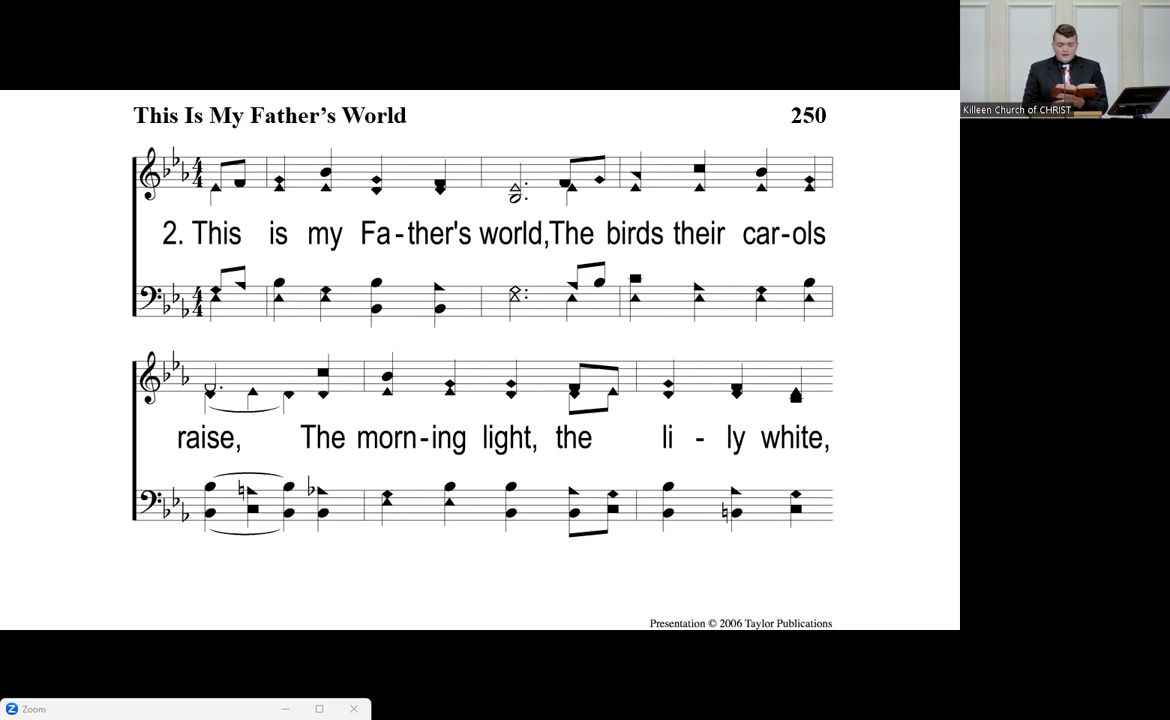 This Is My Father’s World 250
Killeen Church of CHRIST
2. This is my Fa-ther's world,The birds their car-ols
raise, The morn-ing light, the li - ly white,
Presentation © 2006 Taylor Publications
Zoom